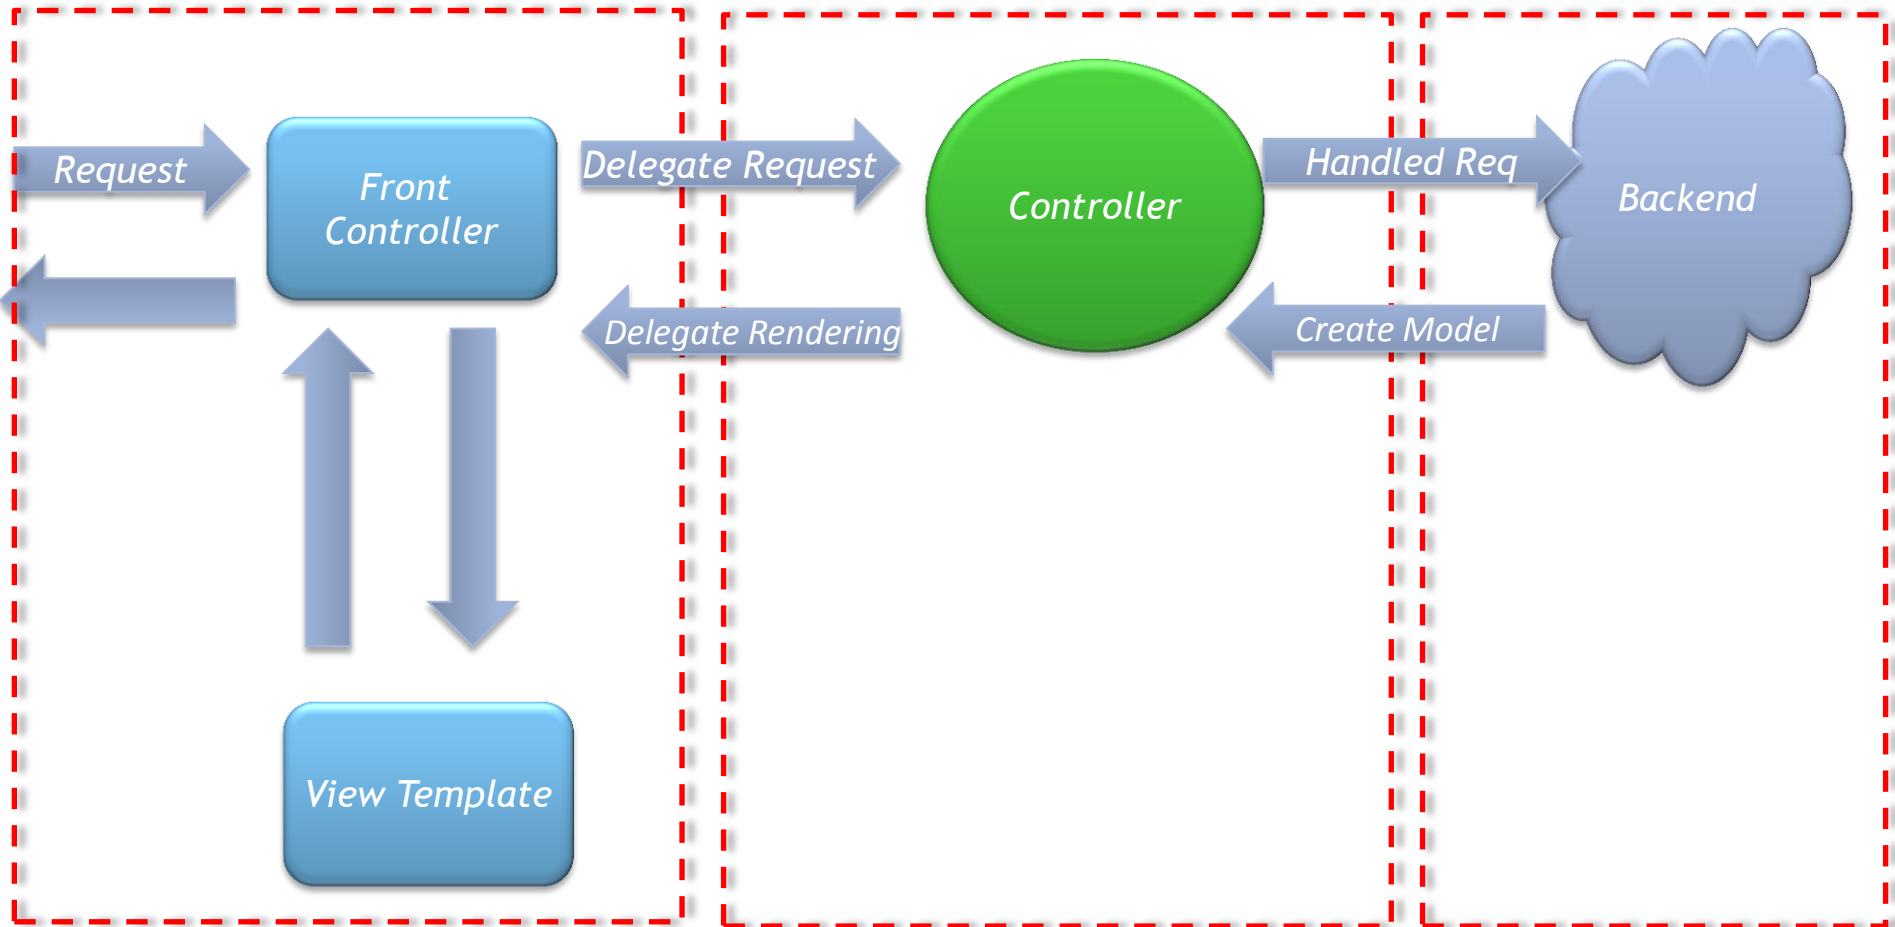 Request
Front
Controller
Delegate Request
Controller
Handled Req
Backend
Delegate Rendering
Create Model
View Template